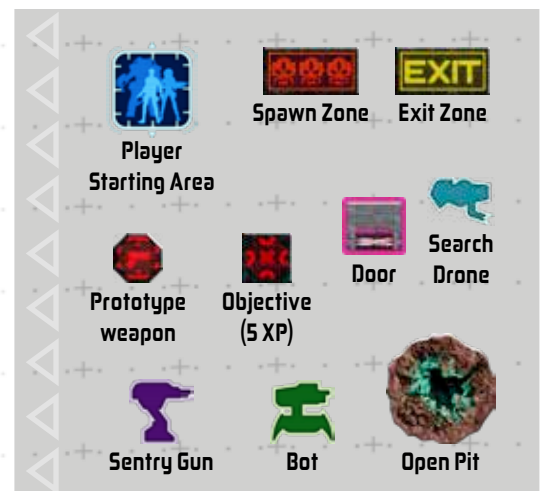 EXIT
Spawn Zone
Exit Zone
Player
Starting Area
Door
Search
Drone
Prototype
weapon
Objective
(5 XP)
Sentry Gun
Bot
Open Pit